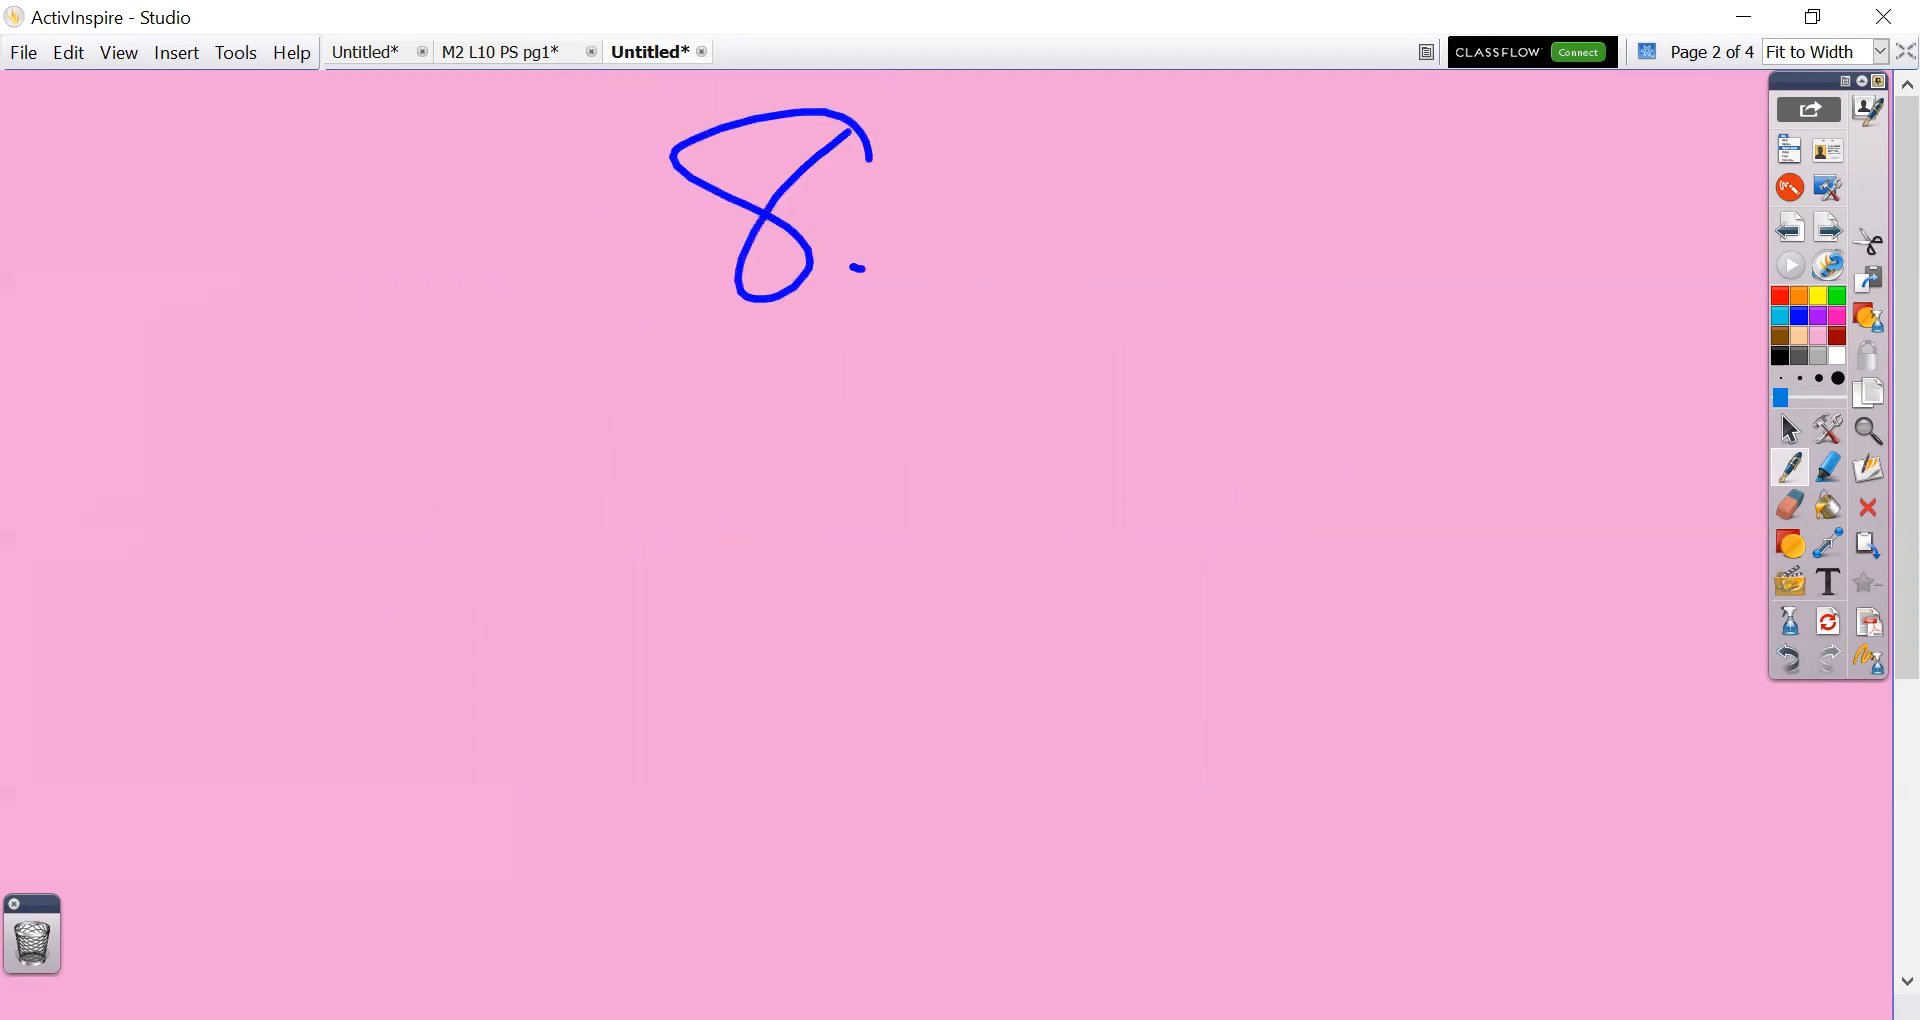 ActivInspire - Studio
File Edit View Insert Tools Help Untitled* M2 L10 PS pg1* Untitled* CLASSFLOW Connect Page 2 of 4 Fit to Width
8.
T